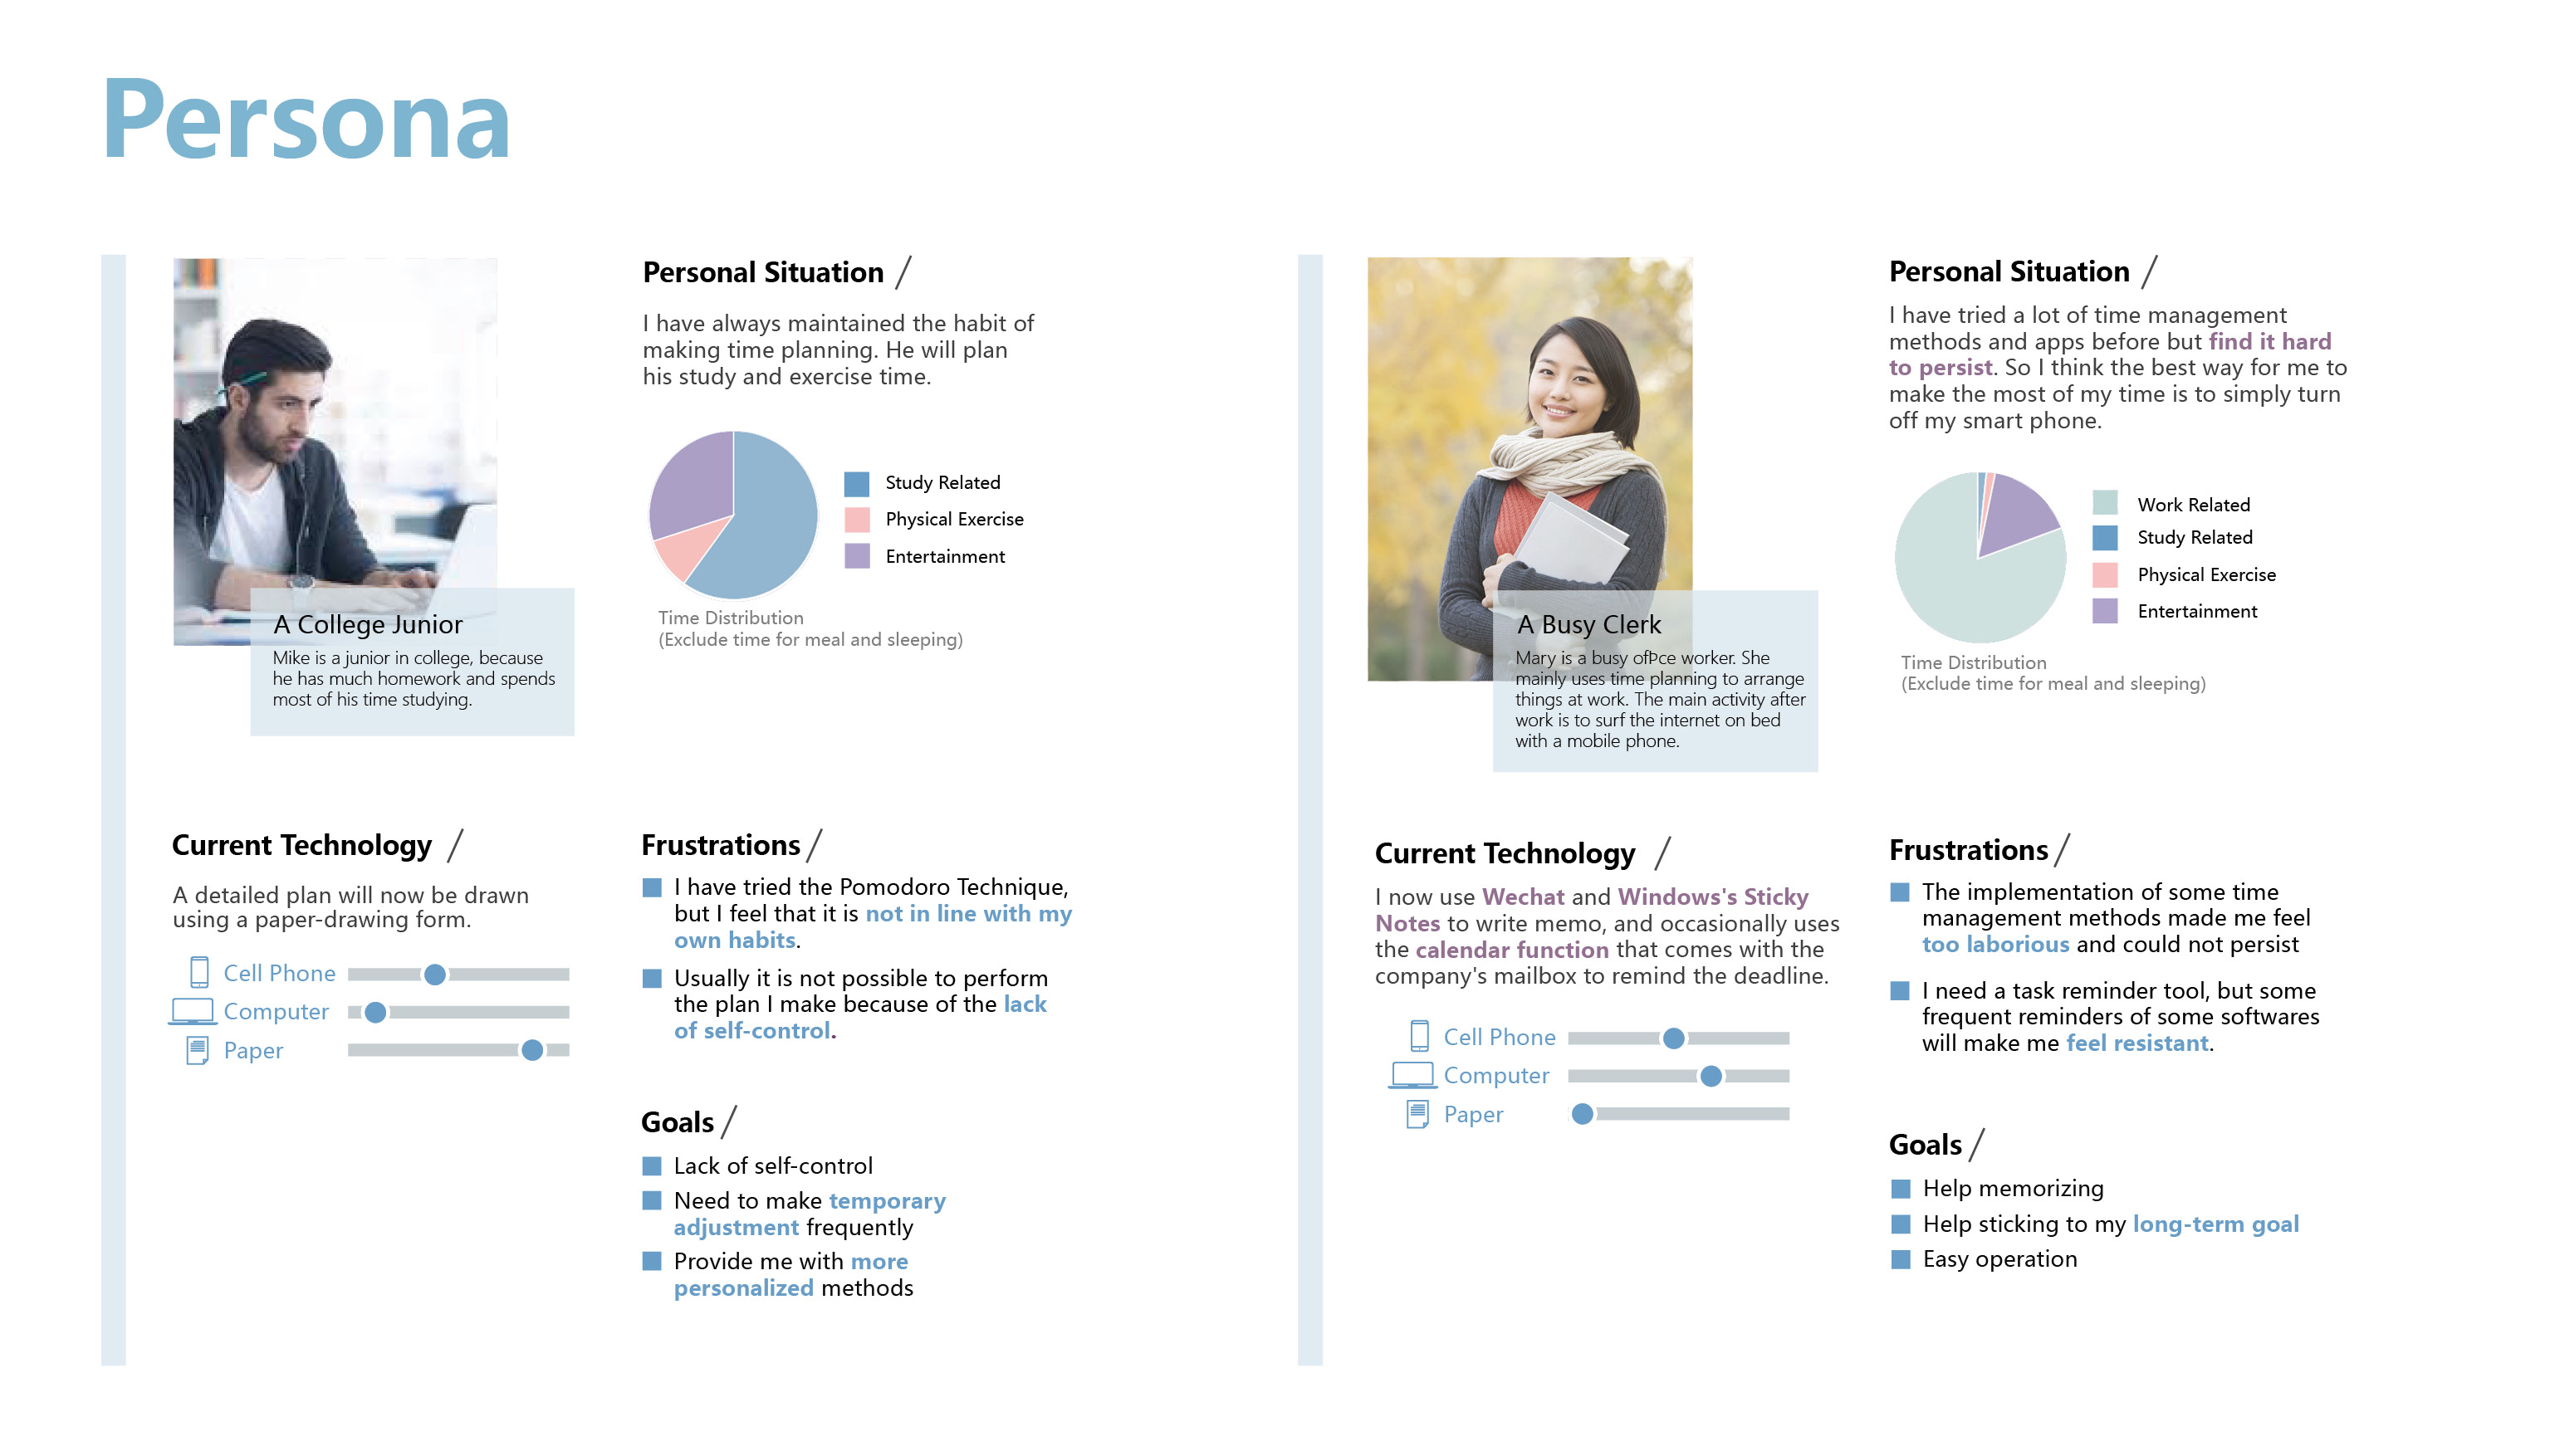 Persona
Personal Situation /
I have always maintained the habit of
making time planning. He will plan
his study and exercise time.
Study Related
Physical Exercise
Entertainment
Time Distribution
(Exclude time for meal and sleeping)
A College Junior
Mike is a junior in college, because
he has much homework and spends
most of his time studying.
Current Technology /
A detailed plan will now be drawn
using a paper-drawing form.
Cell Phone
Computer
Paper
Frustrations /
I have tried the Pomodoro Technique,
but I feel that it is not in line with my
own habits.
Usually it is not possible to perform
the plan I make because of the lack
of self-control.
Goals /
Lack of self-control
Need to make temporary
adjustment frequently
Provide me with more
personalized methods
Personal Situation /
I have tried a lot of time management
methods and apps before but find it hard
to persist. So I think the best way for me to
make the most of my time is to simply turn
off my smart phone.
Work Related
Study Related
Physical Exercise
Entertainment
Time Distribution
(Exclude time for meal and sleeping)
A Busy Clerk
Mary is a busy ofÞce worker. She
mainly uses time planning to arrange
things at work. The main activity after
work is to surf the internet on bed
with a mobile phone.
Current Technology /
I now use Wechat and Windows's Sticky
Notes to write memo, and occasionally uses
the calendar function that comes with the
company's mailbox to remind the deadline.
Cell Phone
Computer
Paper
Frustrations /
The implementation of some time
management methods made me feel
too laborious and could not persist
I need a task reminder tool, but some
frequent reminders of some softwares
will make me feel resistant.
Goals /
Help memorizing
Help sticking to my long-term goal
Easy operation